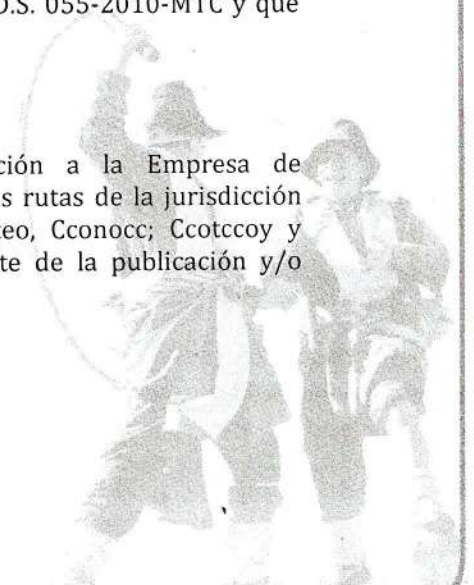 D.S. 055-2010-MTC y que
ción a la Empresa de
s rutas de la jurisdicción
teo, Cconocc; Ccotccoy y
te de la publicación y/o